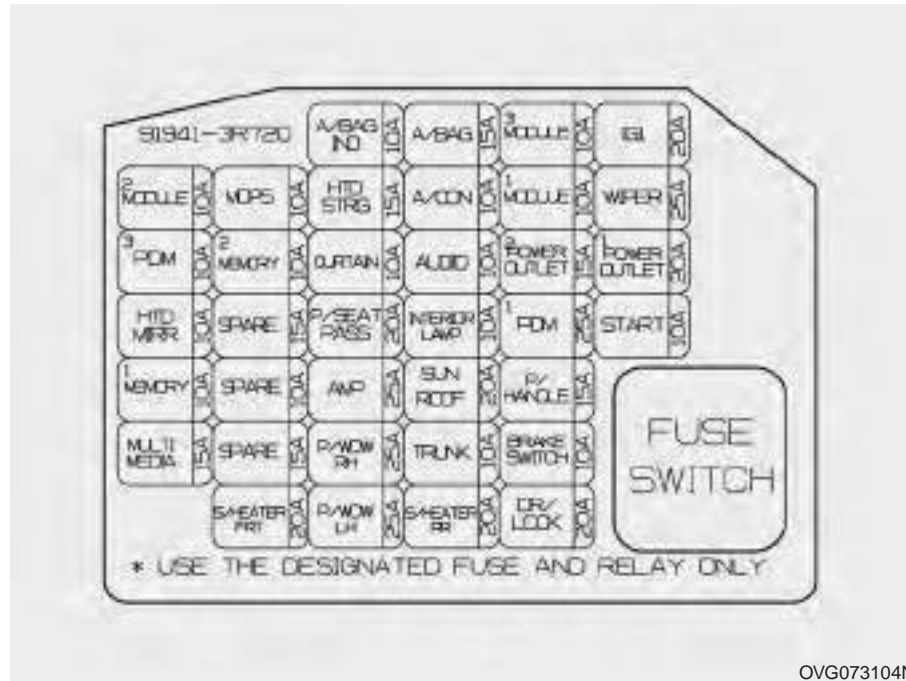 91941-3R720
A/BAG IND 10A
A/BAG 15A
3 MODULE 10A
IG1 20A
2 MODULE 10A
MDPS 10A
HTD STRG 15A
A/CON 10A
1 MODULE 10A
WIPER 25A
3 PDM 10A
2 MEMORY 10A
CURTAIN 10A
AUDIO 10A
2 POWER OUTLET 15A
1 POWER OUTLET 20A
HTD MIRR 10A
SPARE 15A
P/SEAT PASS 20A
INTERIOR LAMP 10A
1 PDM 25A
START 10A
1 MEMORY 10A
SPARE 10A
AMP 25A
SUN ROOF 20A
P/ HANDLE 15A
MULTI MEDIA 15A
SPARE 15A
P/WDW RH 25A
TRUNK 10A
BRAKE SWITCH 10A
FUSE SWITCH
S/HEATER FRT 20A
P/WDW LH 25A
S/HEATER RR 20A
DR/ LOCK 20A
* USE THE DESIGNATED FUSE AND RELAY ONLY
OVG073104N